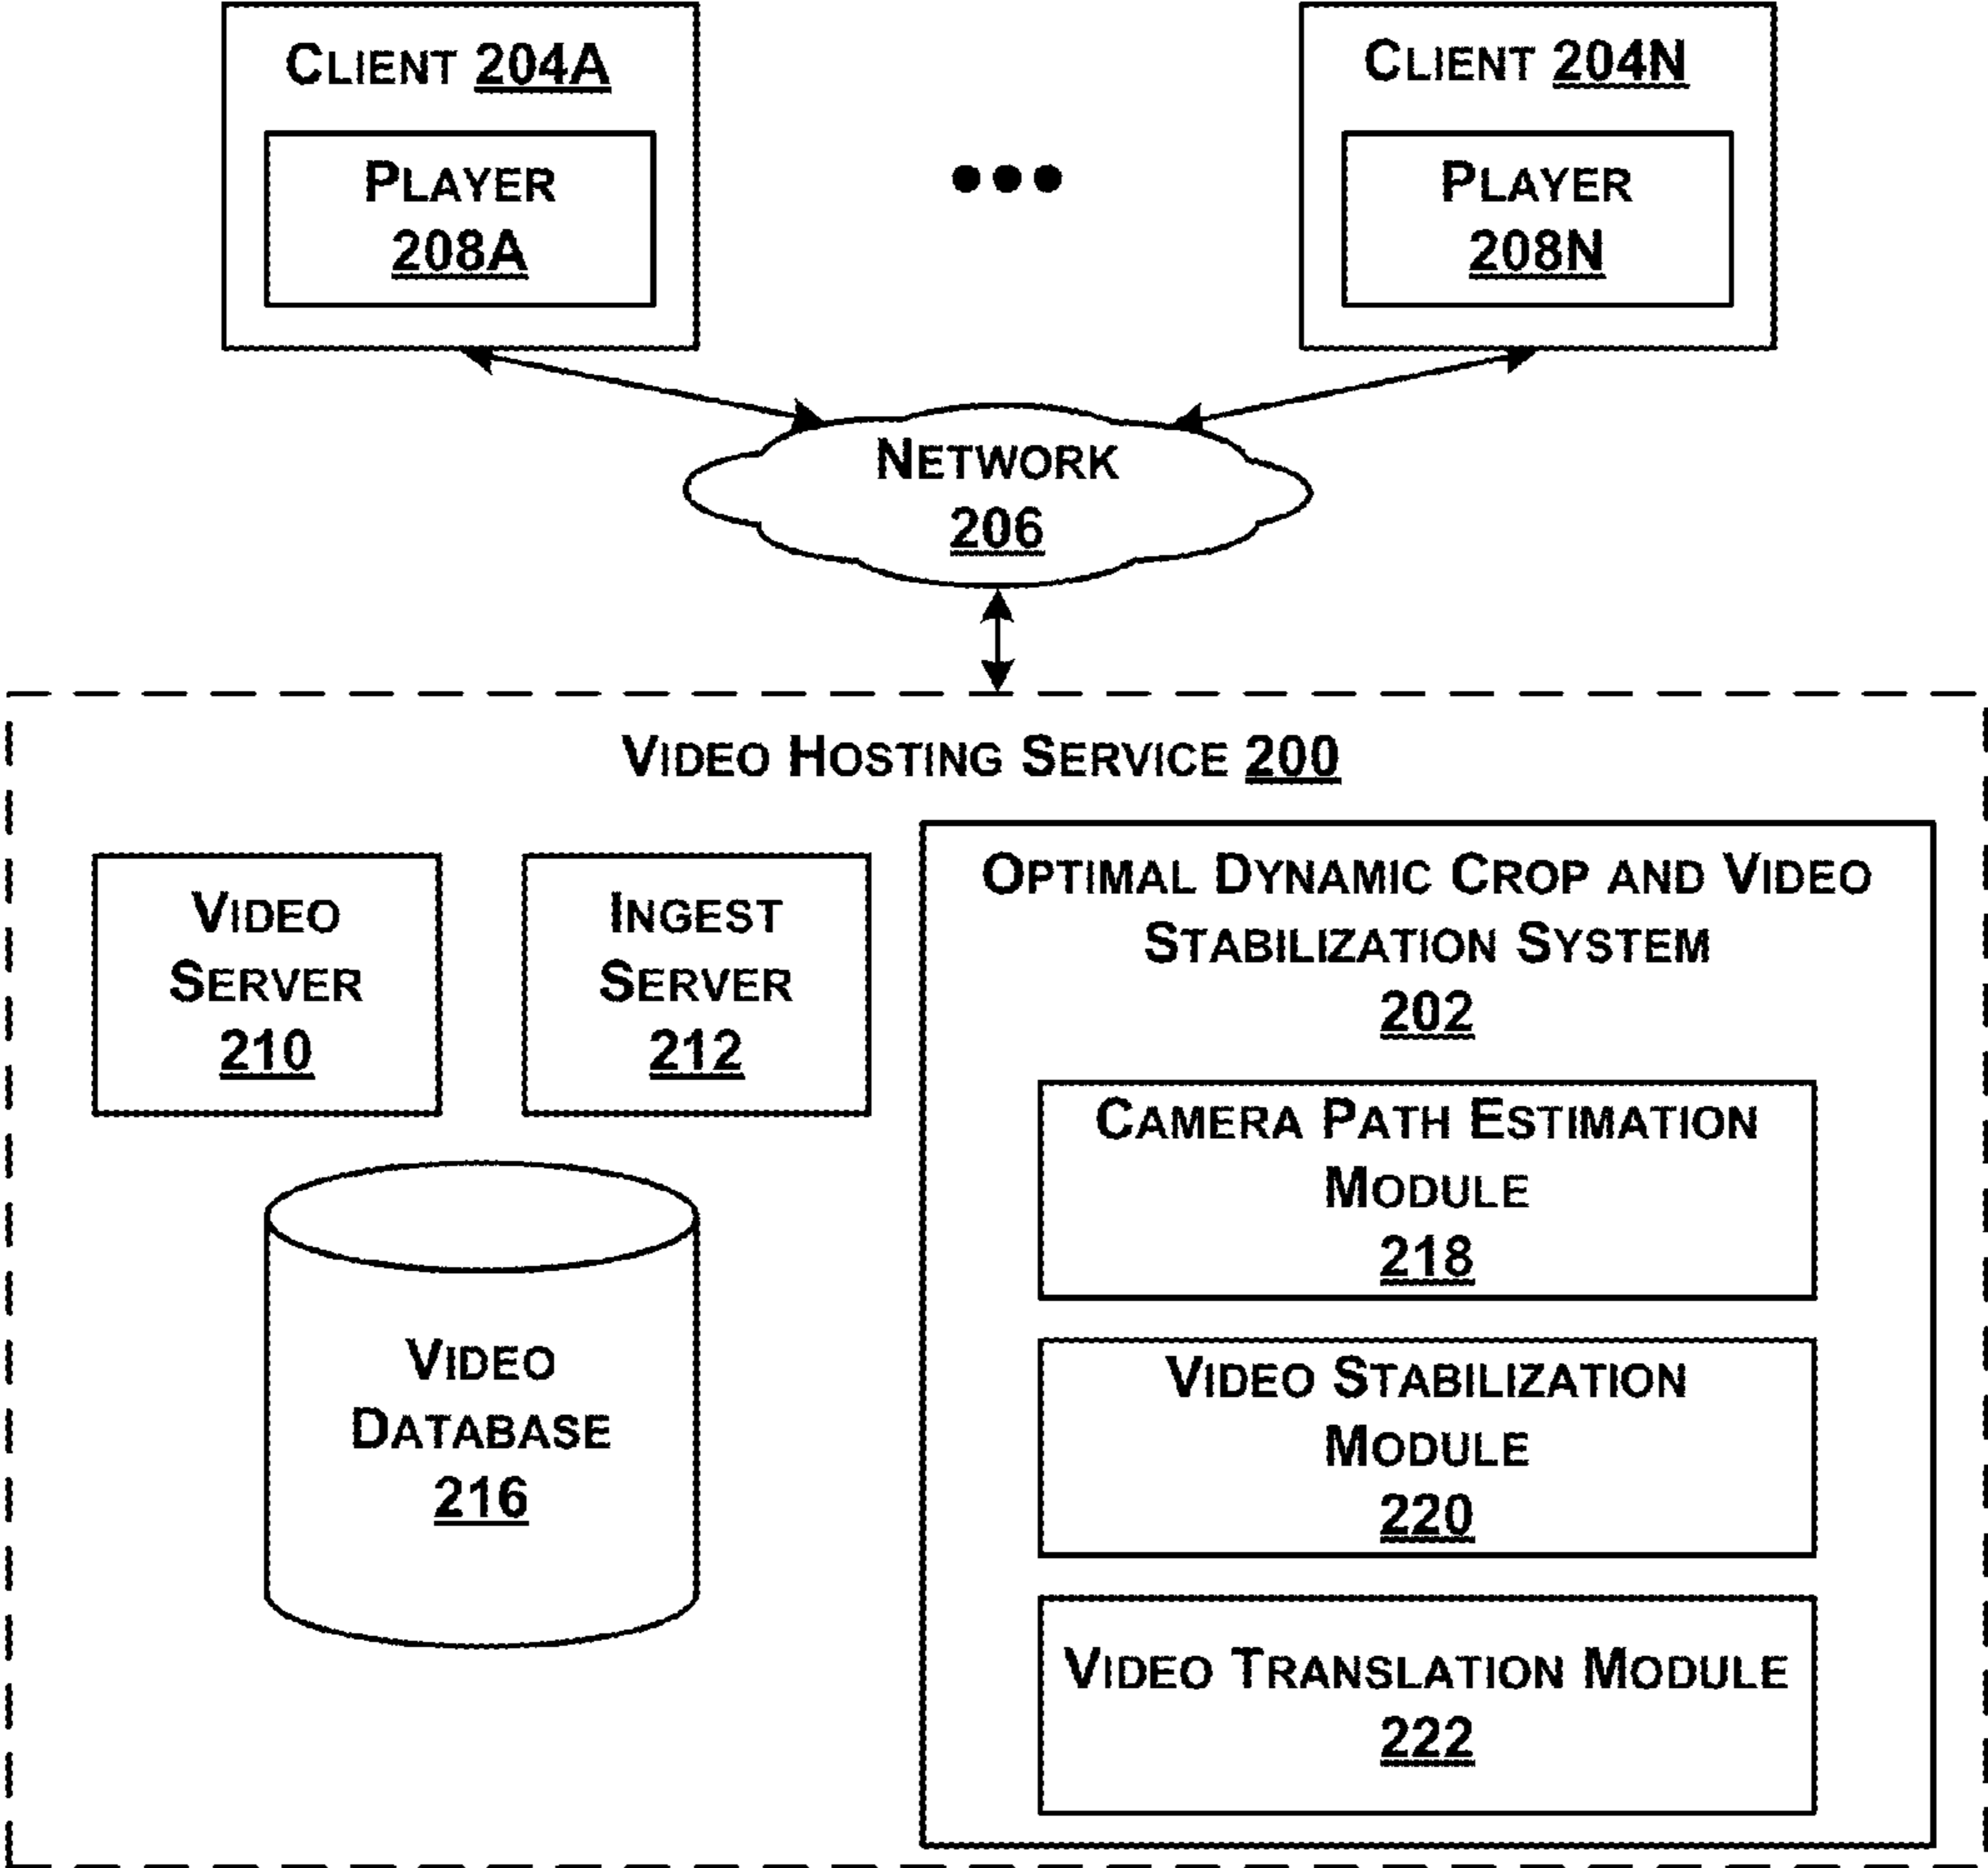 CLIENT 204A
PLAYER
208A
CLIENT 204N
PLAYER
208N
NETWORK
206
VIDEO HOSTING SERVICE 200
VIDEO
SERVER
210
INGEST
SERVER
212
VIDEO
DATABASE
216
OPTIMAL DYNAMIC CROP AND VIDEO
STABILIZATION SYSTEM
202
CAMERA PATH ESTIMATION
MODULE
218
VIDEO STABILIZATION
MODULE
220
VIDEO TRANSLATION MODULE
222